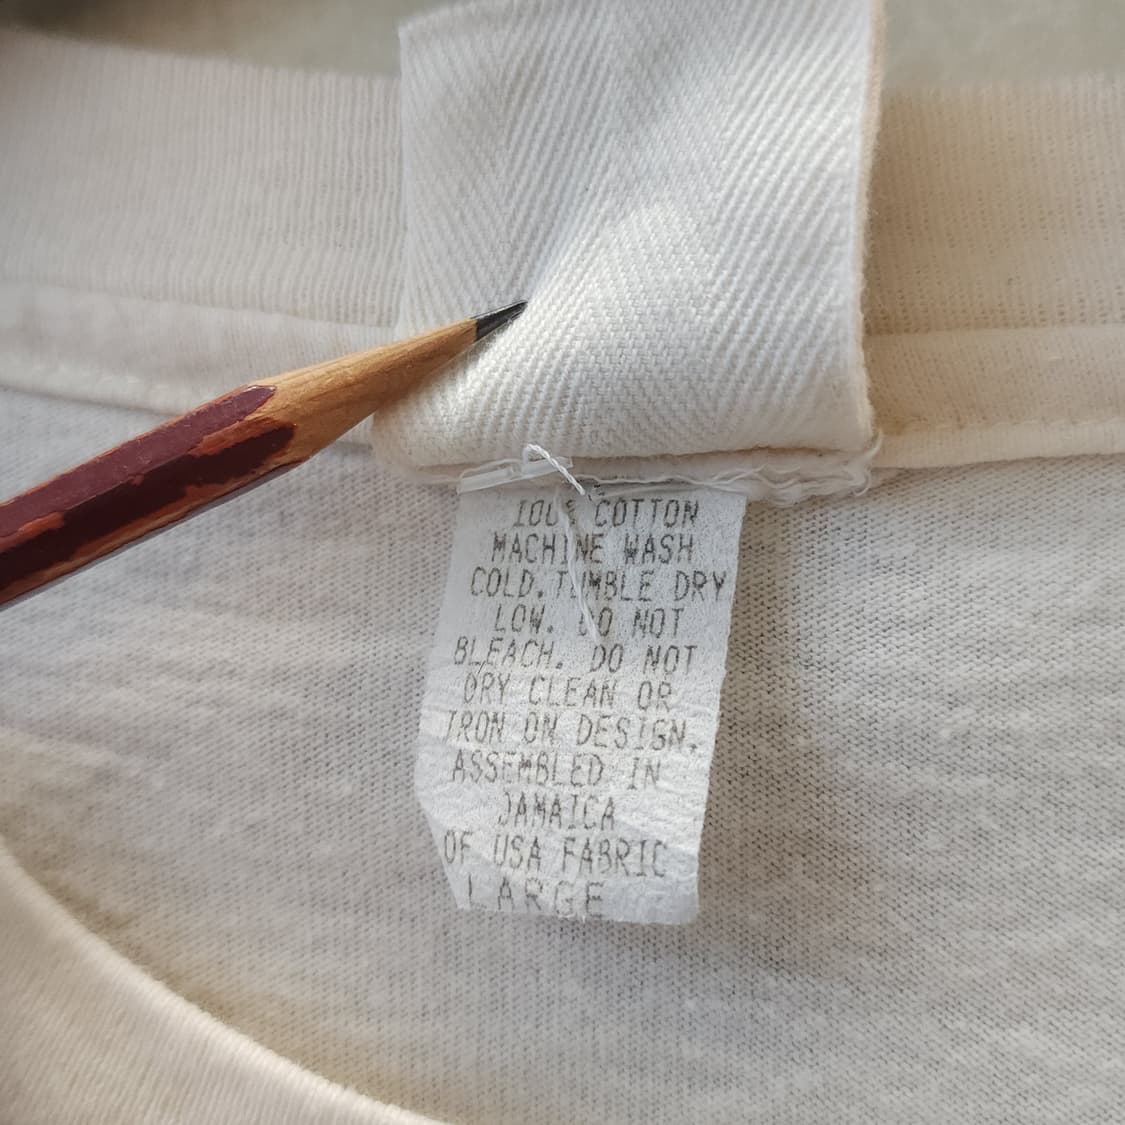 100% COTTON
MACHINE WASH
COLD. TUMBLE DRY
LOW. DO NOT
BLEACH. DO NOT
DRY CLEAN OR
IRON ON DESIGN.
ASSEMBLED IN
JAMAICA
OF USA FABRIC
LARGE